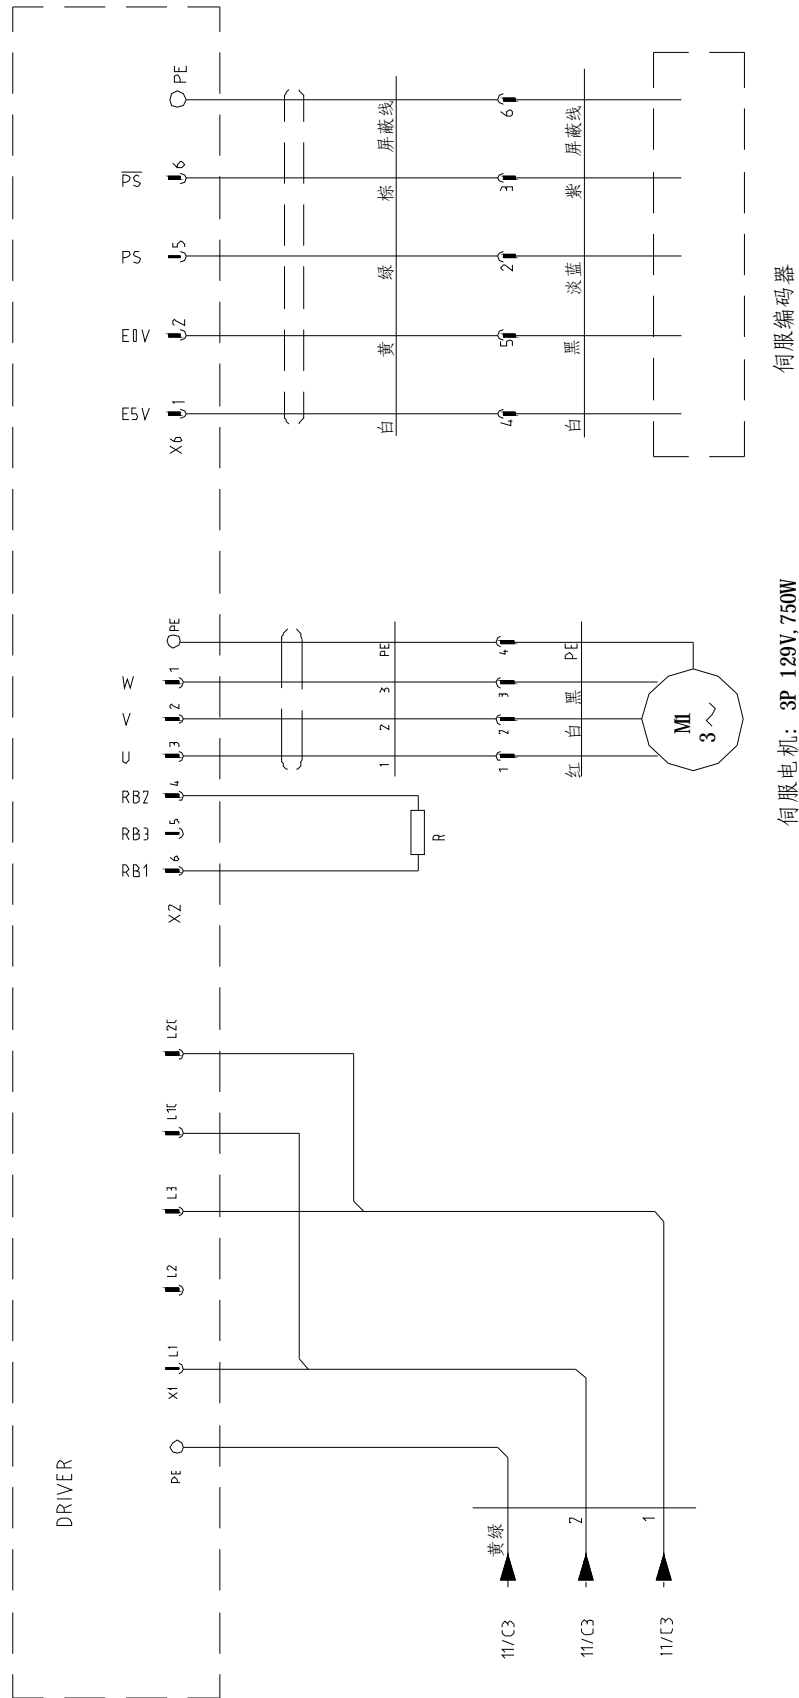 PE
屏蔽线
6
屏蔽线
P̅S̅
6
棕
3
紫
PS
5
绿
2
淡蓝
E0V
2
黄
5
黑
E5V
1
白
4
白
X6
伺服编码器
PE
PE
4
PE
W
1
3
3
黑
V
2
2
2
白
U
3
1
1
红
M1
3～
伺服电机: 3P 129V, 750W
RB2
4
RB3
5
R
RB1
6
X2
L2C
L1C
L3
L2
L1
X1
PE
DRIVER
黄绿
2
1
11/C3
11/C3
11/C3